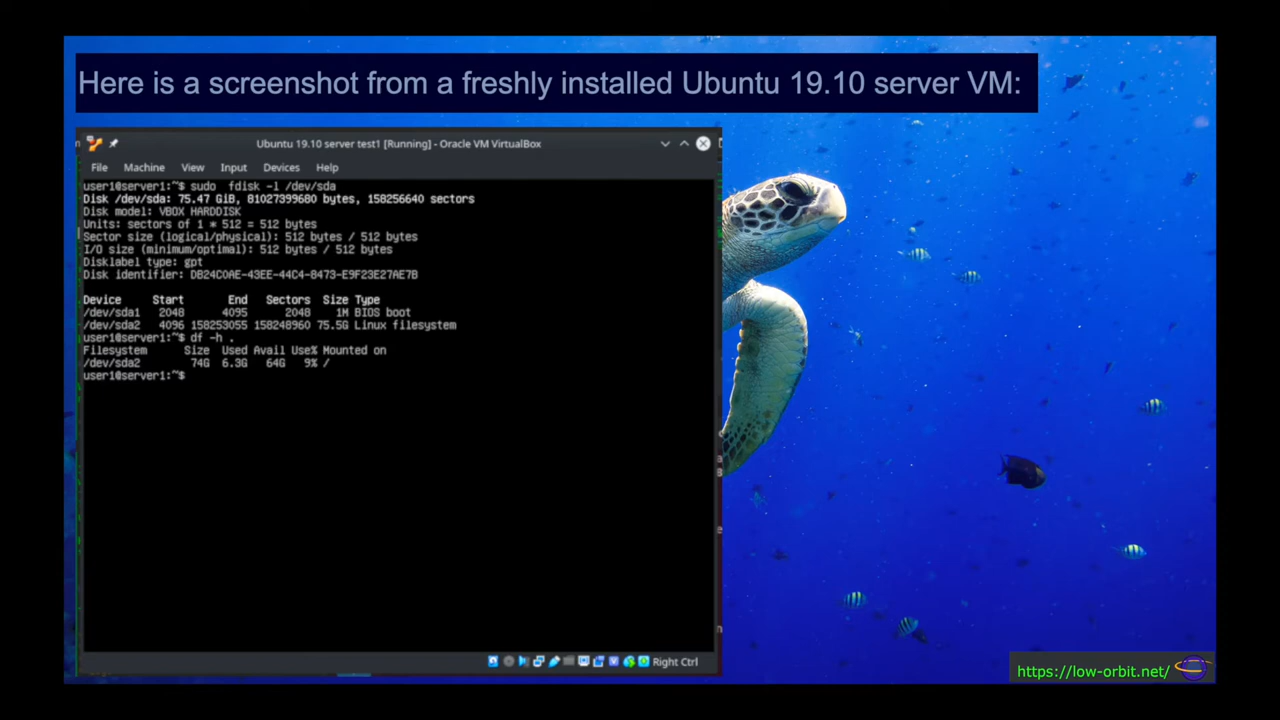 Here is a screenshot from a freshly installed Ubuntu 19.10 server VM:
Ubuntu 19.10 server test1 [Running] - Oracle VM VirtualBox
File Machine View Input Devices Help
user1@server1:~$ sudo  fdisk -l /dev/sda
Disk /dev/sda: 75.47 GiB, 81027399680 bytes, 158256640 sectors
Disk model: VBOX HARDDISK
Units: sectors of 1 * 512 = 512 bytes
Sector size (logical/physical): 512 bytes / 512 bytes
I/O size (minimum/optimal): 512 bytes / 512 bytes
Disklabel type: gpt
Disk identifier: DB24C0AE-43EE-44C4-8473-E9F23E27AE7B
Device Start End Sectors Size Type
/dev/sda1 2048 4095 2048 1M BIOS boot
/dev/sda2 4096 158253055 158248960 75.5G Linux filesystem
user1@server1:~$ df -h .
Filesystem Size Used Avail Use% Mounted on
/dev/sda2 74G 6.3G 64G 9% /
user1@server1:~$
Right Ctrl
https://low-orbit.net/